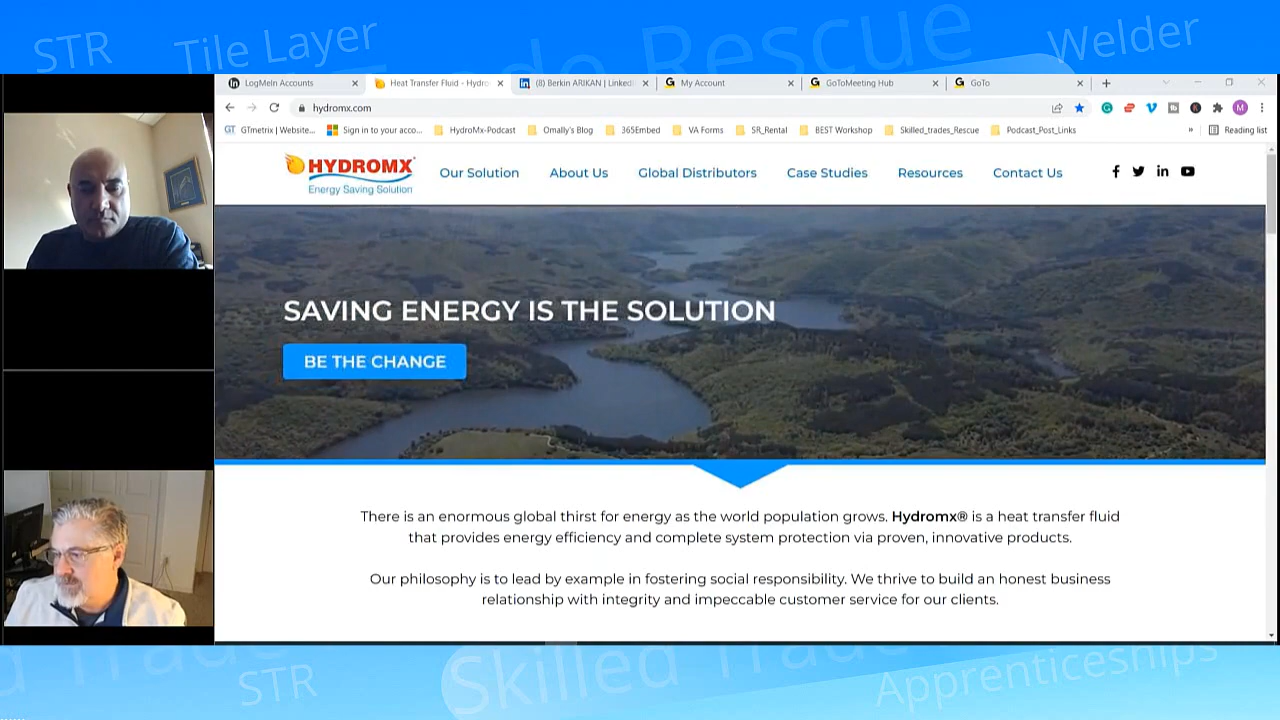 STR
Tile Layer
Trade Rescue
Welder
LogMeIn Accounts
Heat Transfer Fluid - Hydro
(8) Berkin ARIKAN | LinkedI
My Account
GoToMeeting Hub
GoTo
hydromx.com
GTmetrix | Website...
Sign in to your acco...
HydroMx-Podcast
Omally's Blog
365Embed
VA Forms
SR_Rental
BEST Workshop
Skilled_trades_Rescue
Podcast_Post_Links
»
Reading list
HYDROMX
Energy Saving Solution
Our Solution
About Us
Global Distributors
Case Studies
Resources
Contact Us
SAVING ENERGY IS THE SOLUTION
BE THE CHANGE
There is an enormous global thirst for energy as the world population grows. Hydromx® is a heat transfer fluid
that provides energy efficiency and complete system protection via proven, innovative products.
Our philosophy is to lead by example in fostering social responsibility. We thrive to build an honest business
relationship with integrity and impeccable customer service for our clients.
STR
Skilled Trade
Apprenticeships